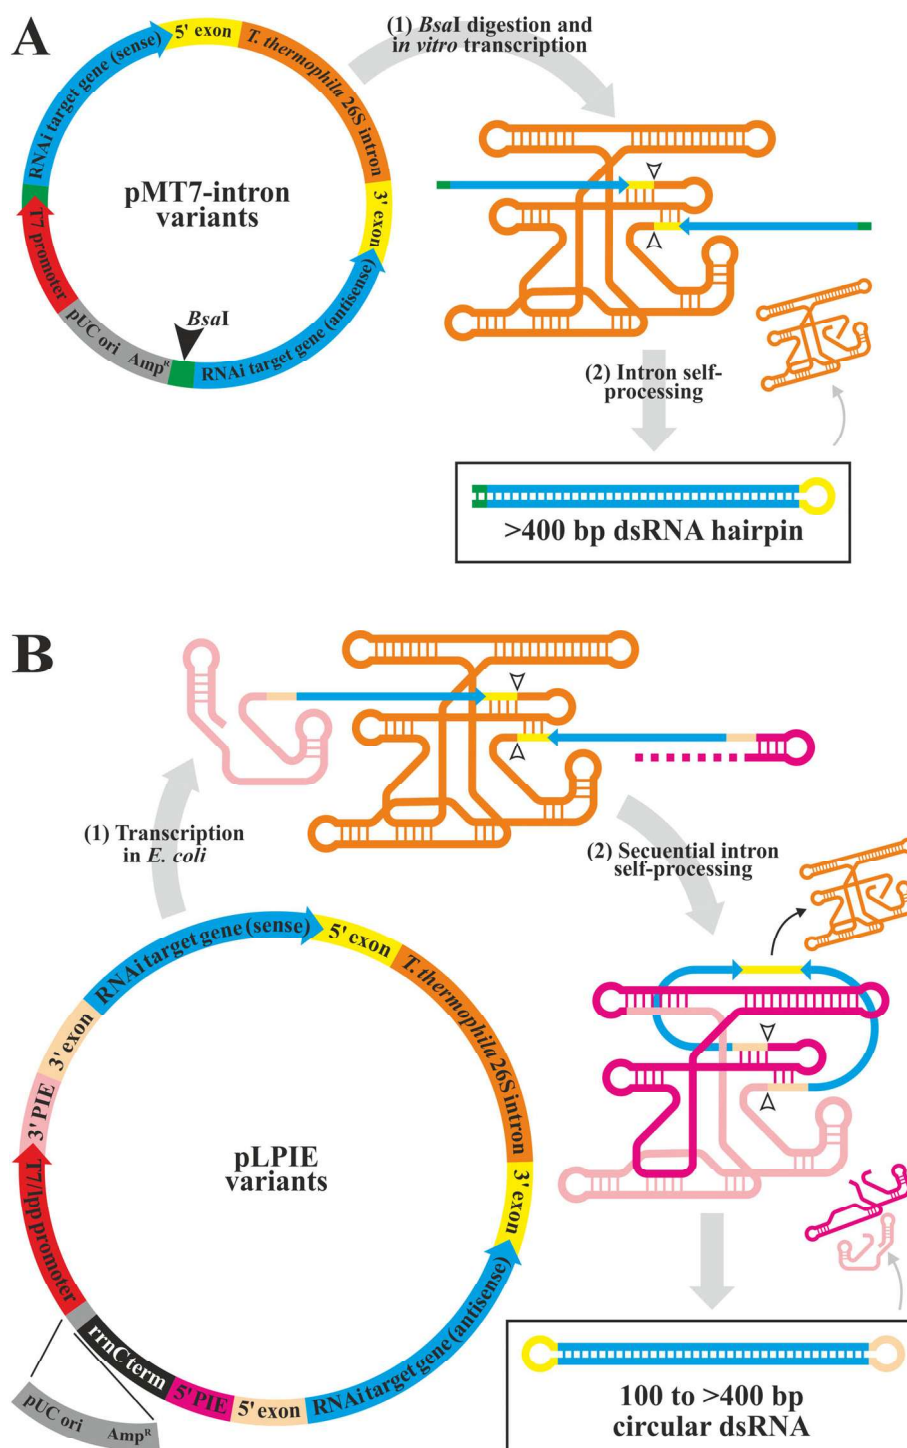 A
5' exon
T. thermophila 26S intron
3' exon
RNAi target gene (antisense)
BsaI
Amp^R
pUC ori
T7 promoter
RNAi target gene (sense)
pMT7-intron
variants
(1) BsaI digestion and
in vitro transcription
(2) Intron self-
processing
>400 bp dsRNA hairpin
B
(1) Transcription
in E. coli
(2) Secuential intron
self-processing
RNAi target gene (sense)
5' exon
T. thermophila 26S intron
3' exon
RNAi target gene (antisense)
5' exon
5' PIE
rrnC term
pUC ori
Amp^R
T7/lpp promoter
3' PIE
3' exon
pLPIE
variants
100 to >400 bp
circular dsRNA